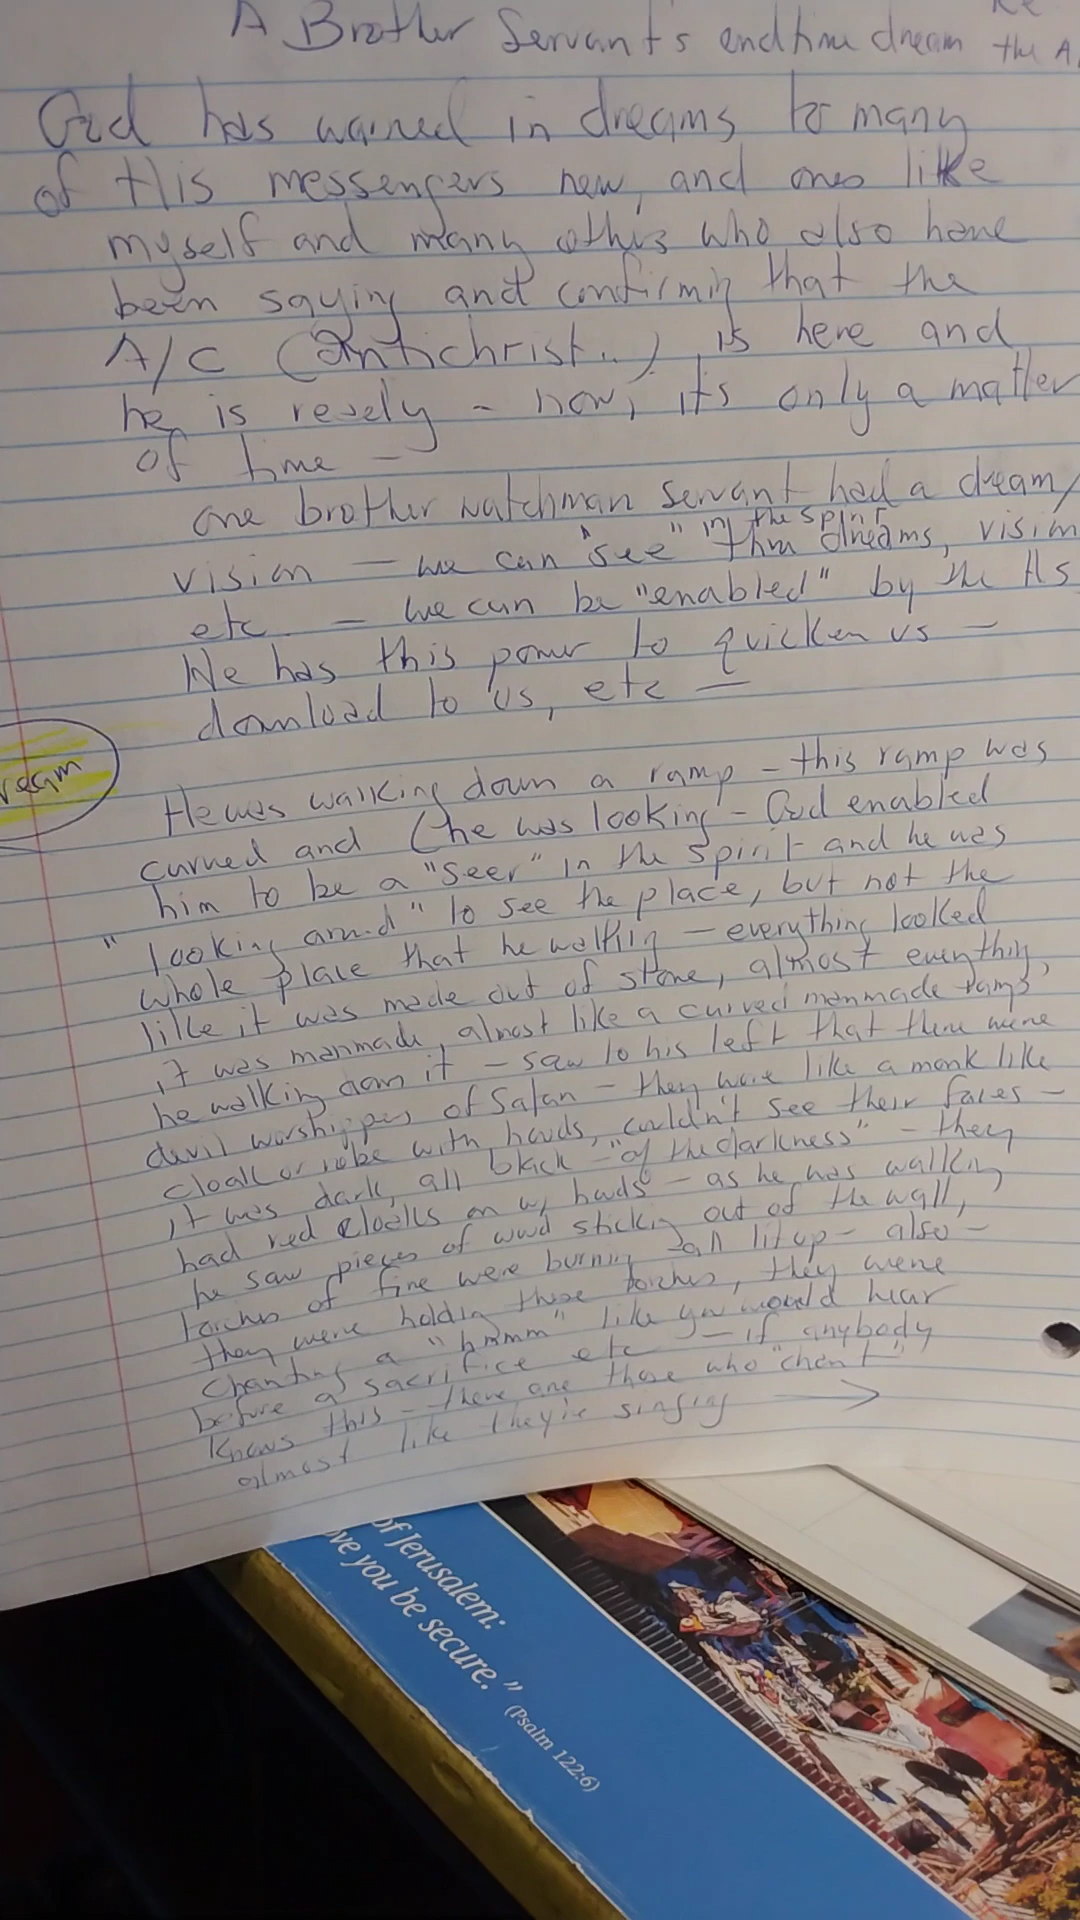 A Brother Servant's endtime dream the A
God has warned in dreams to many
of His messengers now, and ones like
myself and many others who also have
been saying and confirming that the
A/C (antichrist..) is here and
he is ready - now, it's only a matter
of time -
one brother watchman servant had a dream/
vision - we can "see" in the spirit thru dreams, vision
etc - we can be "enabled" by the HS
He has this power to quicken us -
download to us, etc -
ream
He was walking down a ramp - this ramp was
curved and (he was looking - God enabled
him to be a "seer" in the spirit and he was
"looking around" to see the place, but not the
whole place that he walking - everything looked
like it was made out of stone, almost everything,
it was manmade, almost like a curved manmade ramp
he walking down it - saw to his left that there were
devil worshippers of Satan - they wore like a monk like
cloak or robe with hoods, couldn't see their faces -
it was dark, all black - "of the darkness" - they
had red cloaks on w/ hoods - as he was walking,
he saw pieces of wood sticking out of the wall,
torches of fire were burning all lit up - also -
they were holding these torches, they were
chanting a "hmmm" like you would hear
before a sacrifice etc - if anybody
knows this - there are those who "chant"
almost like they're singing →
of Jerusalem:
ve you be secure."
(Psalm 122:6)